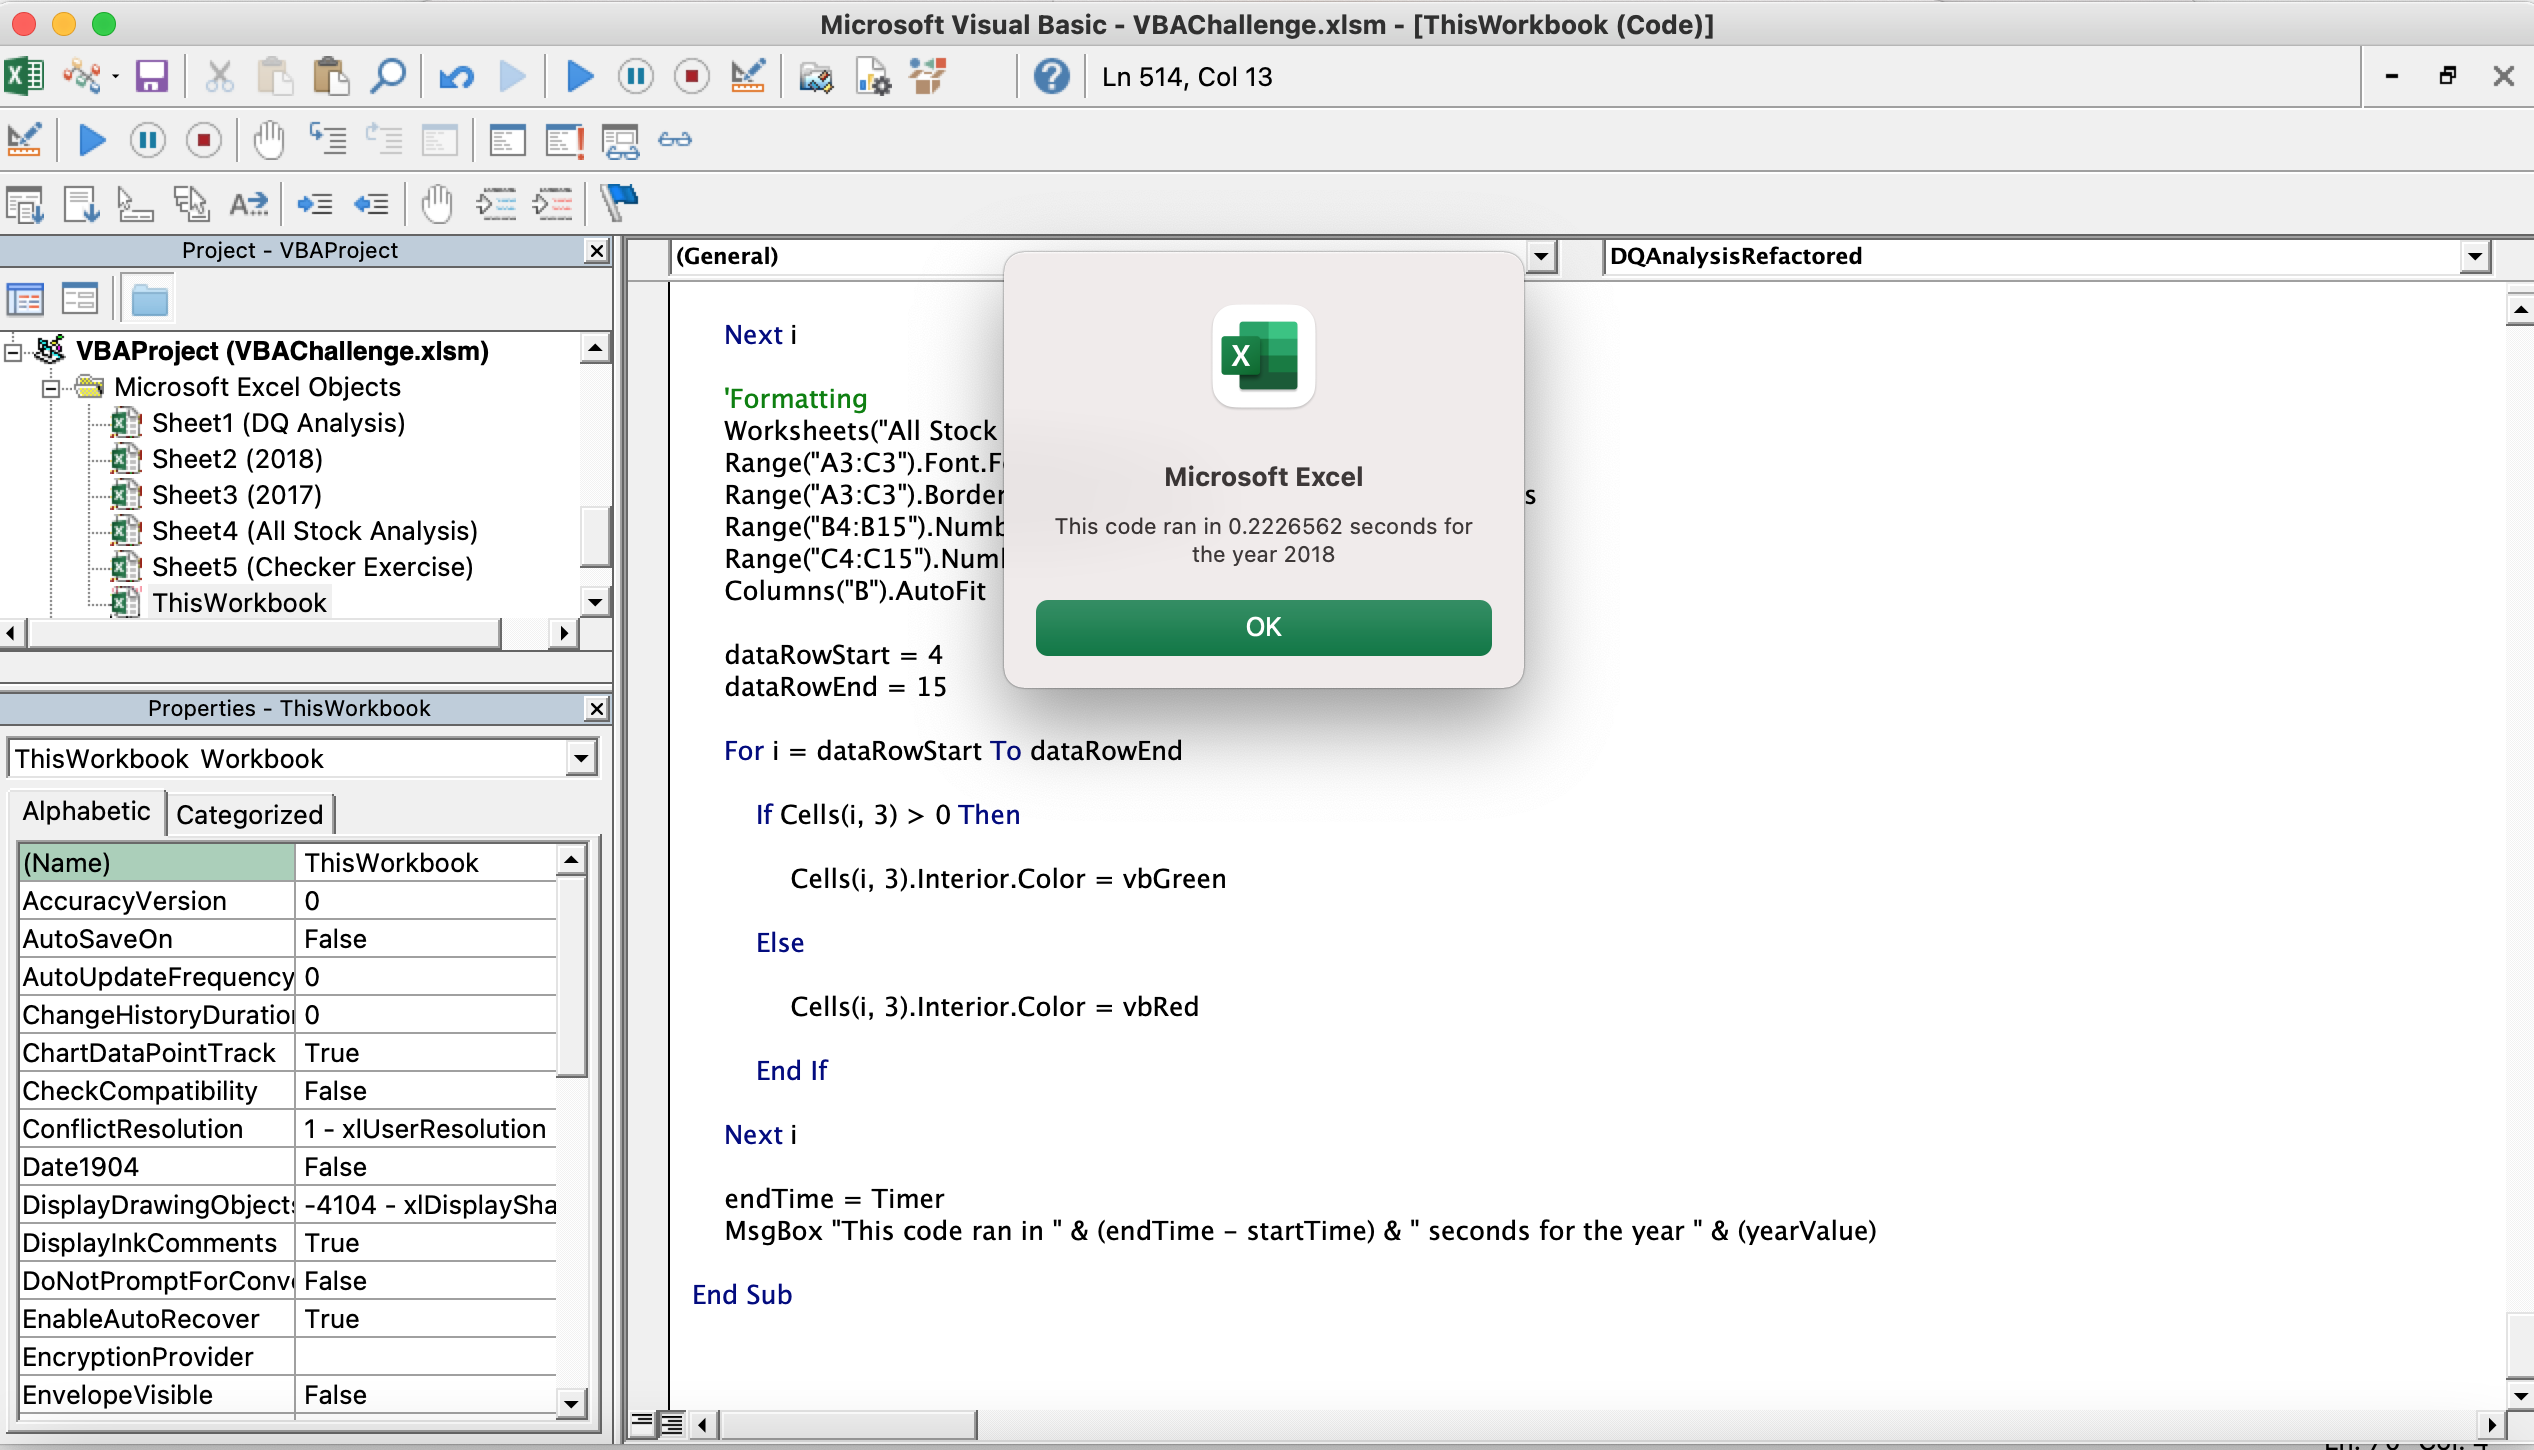 Microsoft Visual Basic - VBAChallenge.xlsm - [ThisWorkbook (Code)]
Ln 514, Col 13
Project - VBAProject
VBAProject (VBAChallenge.xlsm)
Microsoft Excel Objects
Sheet1 (DQ Analysis)
Sheet2 (2018)
Sheet3 (2017)
Sheet4 (All Stock Analysis)
Sheet5 (Checker Exercise)
ThisWorkbook
Properties - ThisWorkbook
ThisWorkbook Workbook
Alphabetic
Categorized
(Name) ThisWorkbook
AccuracyVersion 0
AutoSaveOn False
AutoUpdateFrequency 0
ChangeHistoryDuratio 0
ChartDataPointTrack True
CheckCompatibility False
ConflictResolution 1 - xlUserResolution
Date1904 False
DisplayDrawingObject -4104 - xlDisplaySha
DisplayInkComments True
DoNotPromptForConv False
EnableAutoRecover True
EncryptionProvider
EnvelopeVisible False
(General)
DQAnalysisRefactored
Next i
'Formatting
Worksheets("All Stock
Range("A3:C3").Font.F
Range("A3:C3").Border s
Range("B4:B15").Numb
Range("C4:C15").Num
Columns("B").AutoFit
dataRowStart = 4
dataRowEnd = 15
For i = dataRowStart To dataRowEnd
If Cells(i, 3) > 0 Then
Cells(i, 3).Interior.Color = vbGreen
Else
Cells(i, 3).Interior.Color = vbRed
End If
Next i
endTime = Timer
MsgBox "This code ran in " & (endTime - startTime) & " seconds for the year " & (yearValue)
End Sub
X
Microsoft Excel
This code ran in 0.2226562 seconds for
the year 2018
OK